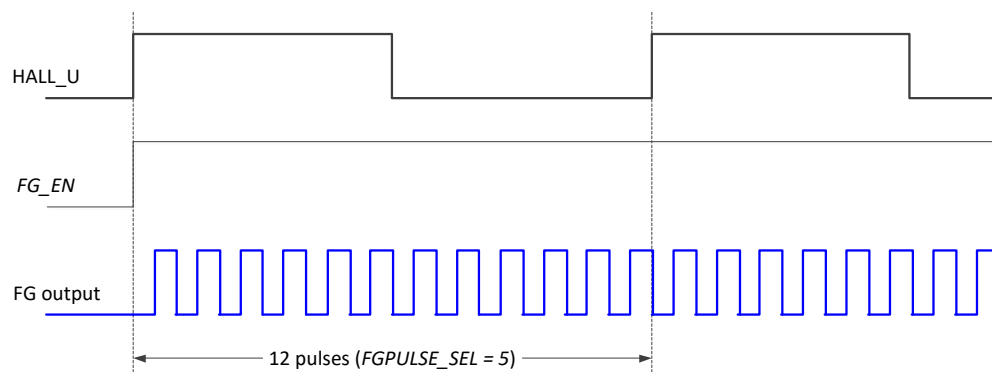 HALL_U
FG_EN
FG output
12 pulses (FGPULSE_SEL = 5)